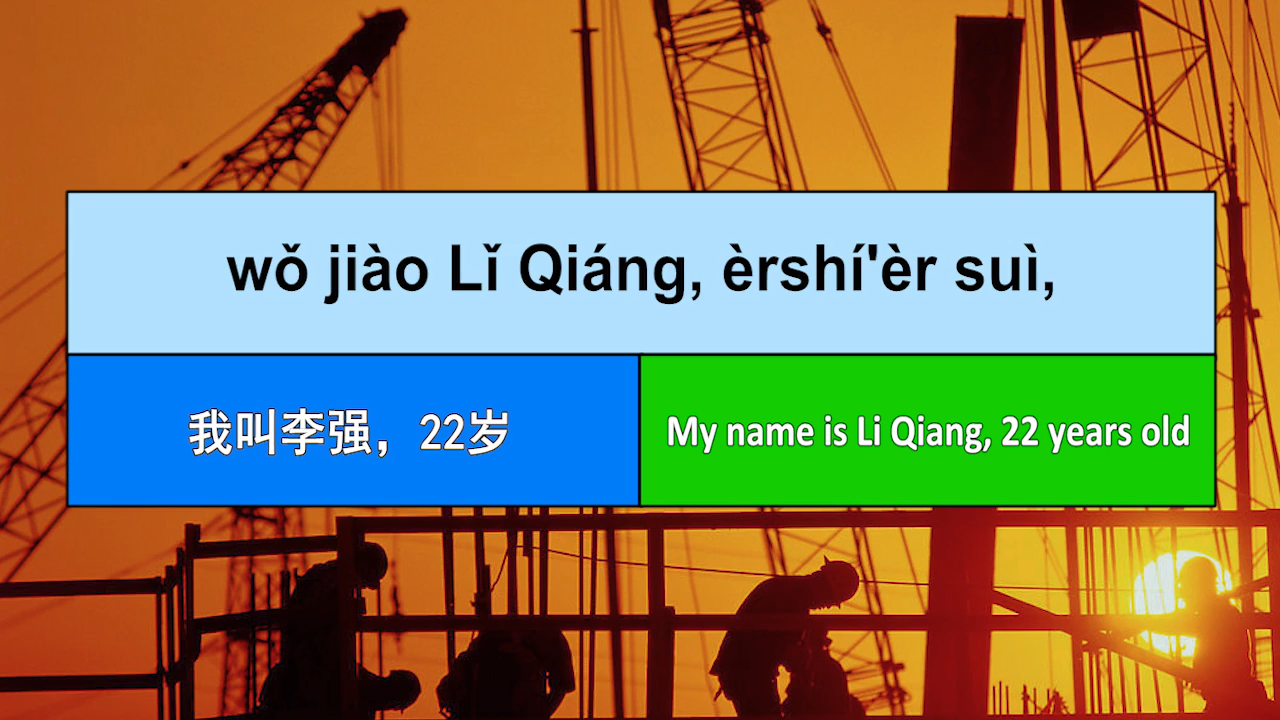 wǒ jiào Lǐ Qiáng, èrshí'èr suì,
我叫李强，22岁
My name is Li Qiang, 22 years old